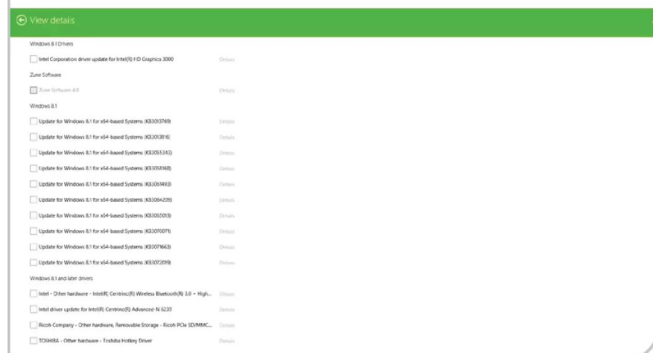 View details
Windows 8.1 Drivers
Intel Corporation driver update for Intel(R) HD Graphics 3000 Details
Zune Software
Zune Software 4.8 Details
Windows 8.1
Update for Windows 8.1 for x64-based Systems (KB3013769) Details
Update for Windows 8.1 for x64-based Systems (KB3013816) Details
Update for Windows 8.1 for x64-based Systems Details
Update for Windows 8.1 for x64-based Systems Details
Update for Windows 8.1 for x64-based Systems Details
Update for Windows 8.1 for x64-based Systems (KB3064209) Details
Update for Windows 8.1 for x64-based Systems (KB3065013) Details
Update for Windows 8.1 for x64-based Systems (KB3070071) Details
Update for Windows 8.1 for x64-based Systems (KB3071663) Details
Update for Windows 8.1 for x64-based Systems (KB3072019) Details
Windows 8.1 and later drivers
Intel - Other hardware - Intel(R) Centrino(R) Wireless Bluetooth(R) 3.0 + High... Details
Intel driver update for Intel(R) Centrino(R) Advanced-N 6230 Details
Ricoh Company - Other hardware, Removable Storage - Ricoh PCIe SD/MMC... Details
TOSHIBA - Other hardware - Toshiba Hotkey Driver Details